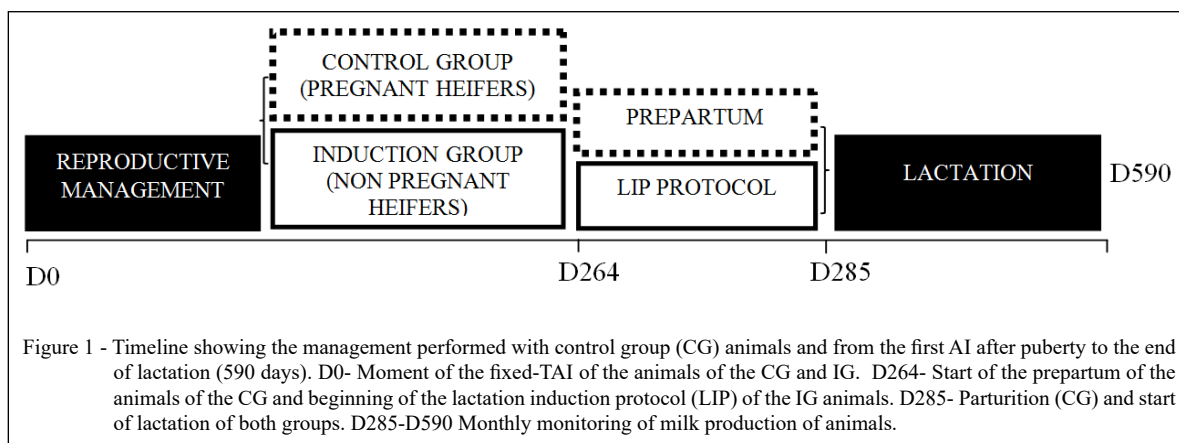 CONTROL GROUP
(PREGNANT HEIFERS)
REPRODUCTIVE
MANAGEMENT
INDUCTION GROUP
(NON PREGNANT
HEIFERS)
PREPARTUM
LIP PROTOCOL
LACTATION
D590
D0
D264
D285
Figure 1 - Timeline showing the management performed with control group (CG) animals and from the first AI after puberty to the end
of lactation (590 days). D0- Moment of the fixed-TAI of the animals of the CG and IG. D264- Start of the prepartum of the
animals of the CG and beginning of the lactation induction protocol (LIP) of the IG animals. D285- Parturition (CG) and start
of lactation of both groups. D285-D590 Monthly monitoring of milk production of animals.